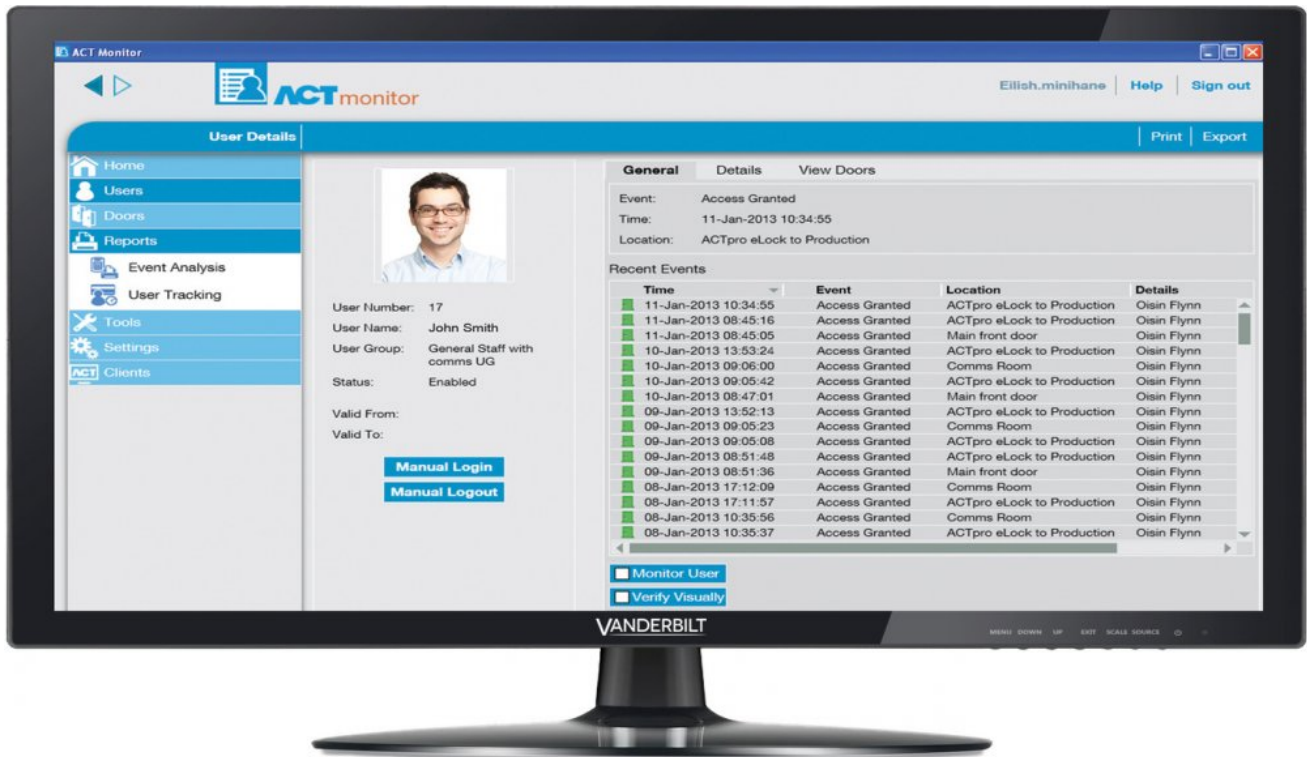 ACT Monitor
ACTmonitor
Eilish.minihane Help Sign out
User Details Print Export
Home
Users
Doors
Reports
Event Analysis
User Tracking
Tools
Settings
ACT Clients
User Number: 17
User Name: John Smith
User Group: General Staff with
comms UG
Status: Enabled
Valid From:
Valid To:
Manual Login
Manual Logout
General Details View Doors
Event: Access Granted
Time: 11-Jan-2013 10:34:55
Location: ACTpro eLock to Production
Recent Events
Time Event Location Details
11-Jan-2013 10:34:55 Access Granted ACTpro eLock to Production Oisin Flynn
11-Jan-2013 08:45:16 Access Granted ACTpro eLock to Production Oisin Flynn
11-Jan-2013 08:45:05 Access Granted Main front door Oisin Flynn
10-Jan-2013 13:53:24 Access Granted ACTpro eLock to Production Oisin Flynn
10-Jan-2013 09:06:00 Access Granted Comms Room Oisin Flynn
10-Jan-2013 09:05:42 Access Granted ACTpro eLock to Production Oisin Flynn
10-Jan-2013 08:47:01 Access Granted Main front door Oisin Flynn
09-Jan-2013 13:52:13 Access Granted ACTpro eLock to Production Oisin Flynn
09-Jan-2013 09:05:23 Access Granted Comms Room Oisin Flynn
09-Jan-2013 09:05:08 Access Granted ACTpro eLock to Production Oisin Flynn
09-Jan-2013 08:51:48 Access Granted ACTpro eLock to Production Oisin Flynn
09-Jan-2013 08:51:36 Access Granted Main front door Oisin Flynn
08-Jan-2013 17:12:09 Access Granted Comms Room Oisin Flynn
08-Jan-2013 17:11:57 Access Granted ACTpro eLock to Production Oisin Flynn
08-Jan-2013 10:35:56 Access Granted Comms Room Oisin Flynn
08-Jan-2013 10:35:37 Access Granted ACTpro eLock to Production Oisin Flynn
Monitor User
Verify Visually
VANDERBILT
MENU DOWN UP EXIT SCALE SOURCE